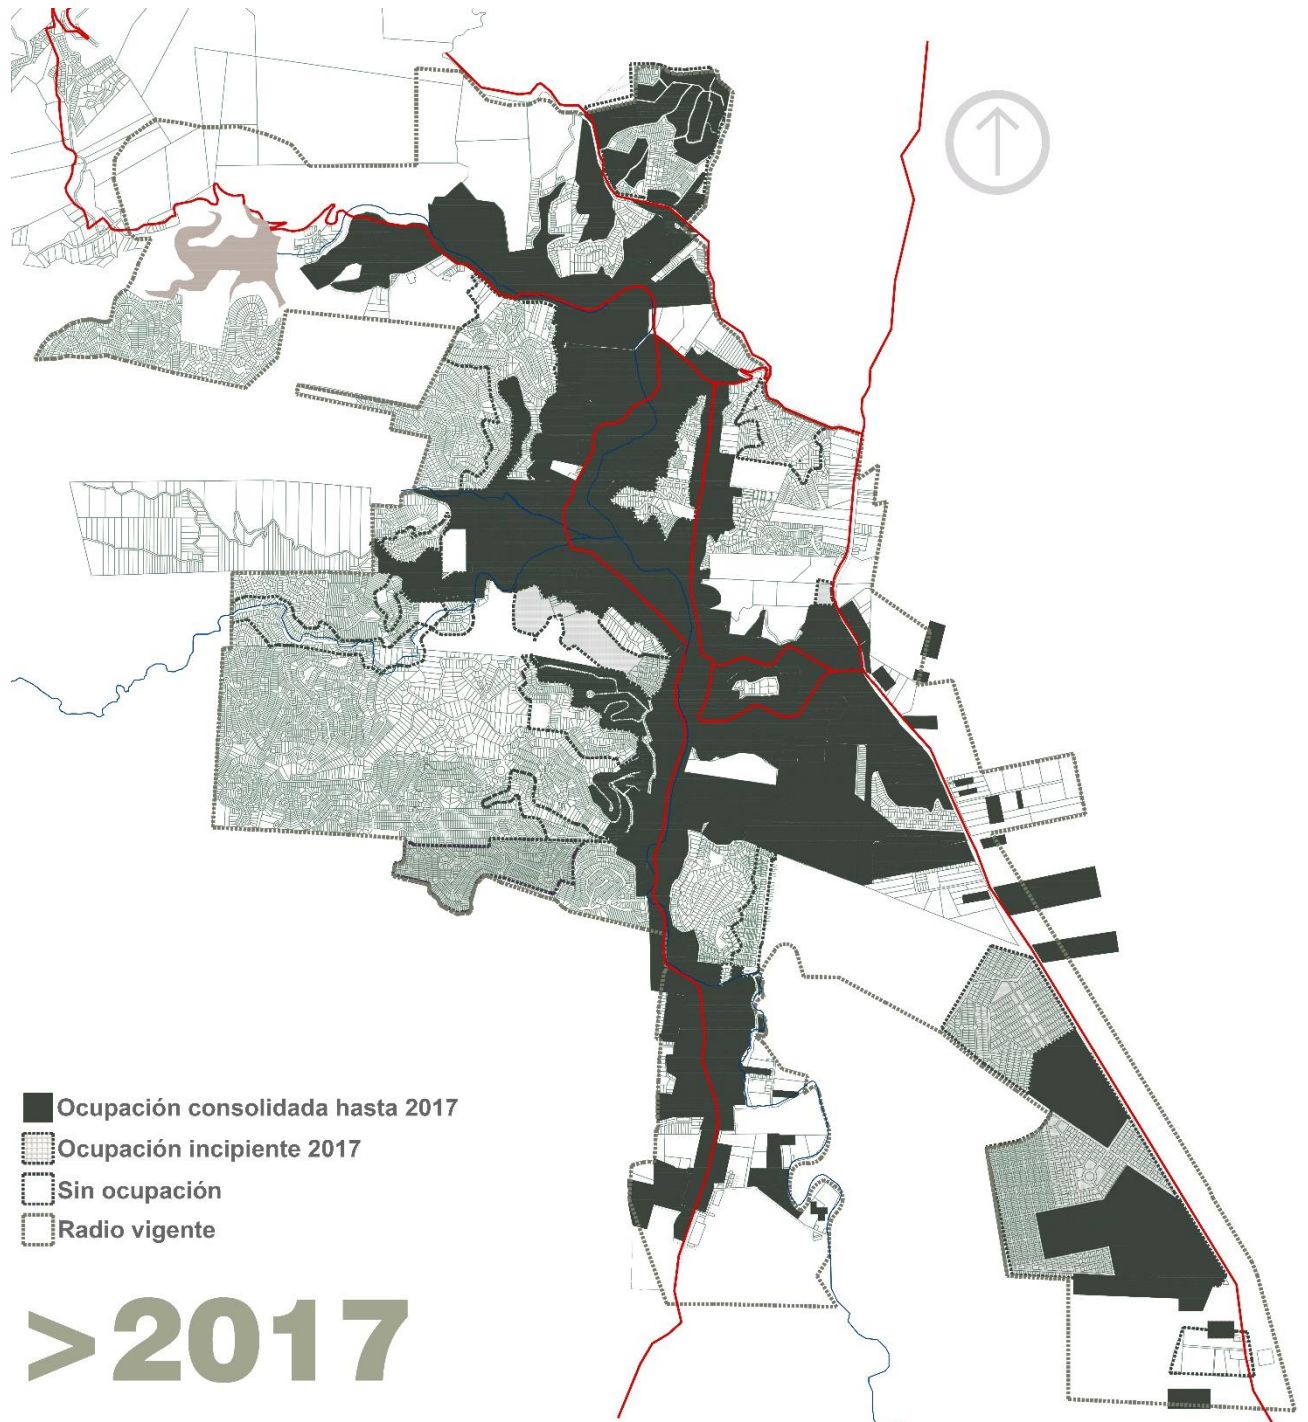 Ocupación consolidada hasta 2017
Ocupación incipiente 2017
Sin ocupación
Radio vigente
>2017